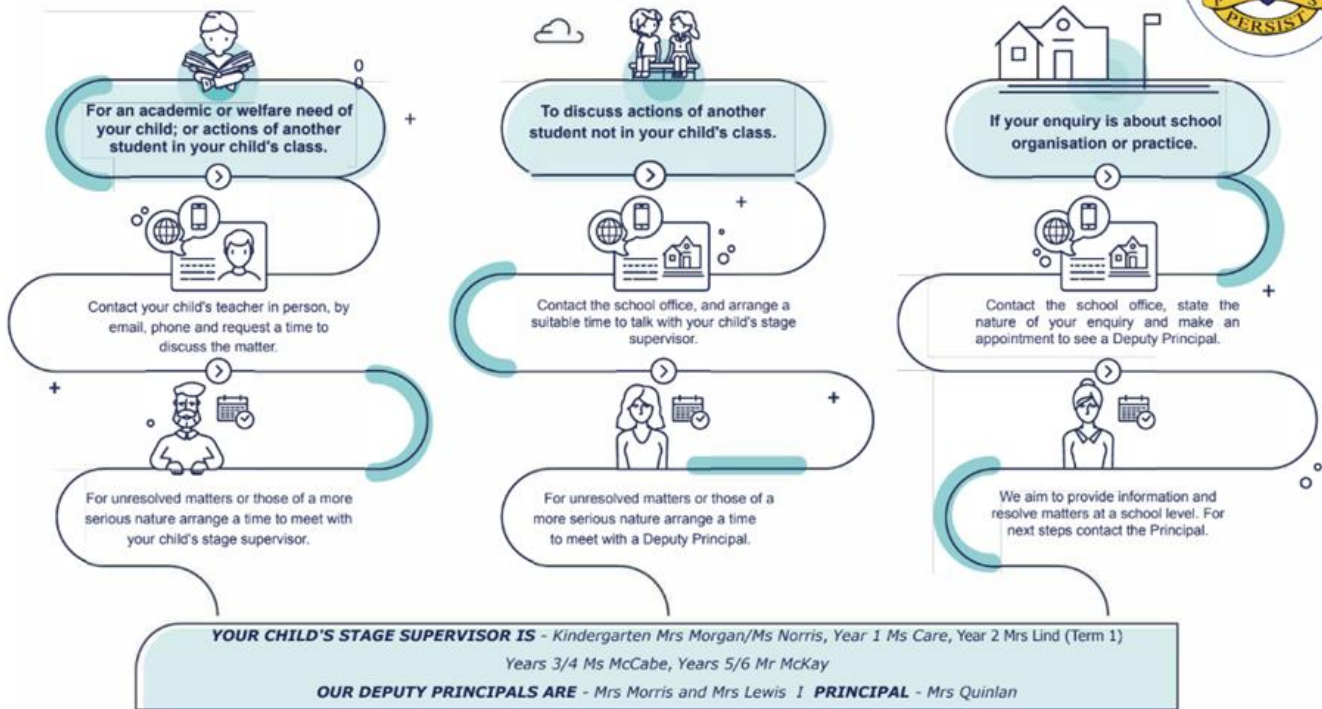 PERSIST
For an academic or welfare need of
your child; or actions of another
student in your child's class.
Contact your child's teacher in person, by
email, phone and request a time to
discuss the matter.
For unresolved matters or those of a more
serious nature arrange a time to meet with
your child's stage supervisor.
To discuss actions of another
student not in your child's class.
Contact the school office, and arrange a
suitable time to talk with your child's stage
supervisor.
For unresolved matters or those of a
more serious nature arrange a time
to meet with a Deputy Principal.
If your enquiry is about school
organisation or practice.
Contact the school office, state the
nature of your enquiry and make an
appointment to see a Deputy Principal.
We aim to provide information and
resolve matters at a school level. For
next steps contact the Principal.
YOUR CHILD'S STAGE SUPERVISOR IS - Kindergarten Mrs Morgan/Ms Norris, Year 1 Ms Care, Year 2 Mrs Lind (Term 1)
Years 3/4 Ms McCabe, Years 5/6 Mr McKay
OUR DEPUTY PRINCIPALS ARE - Mrs Morris and Mrs Lewis I PRINCIPAL - Mrs Quinlan